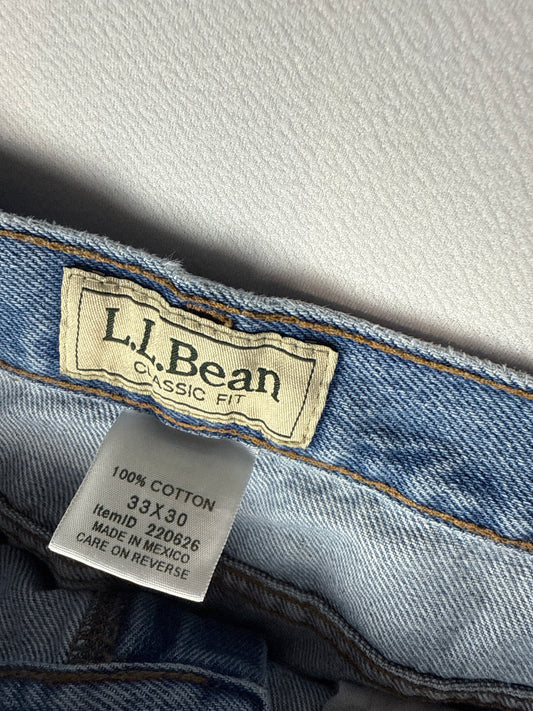 L.L.Bean
CLASSIC FIT
100% COTTON
33X30
ItemID 220626
MADE IN MEXICO
CARE ON REVERSE